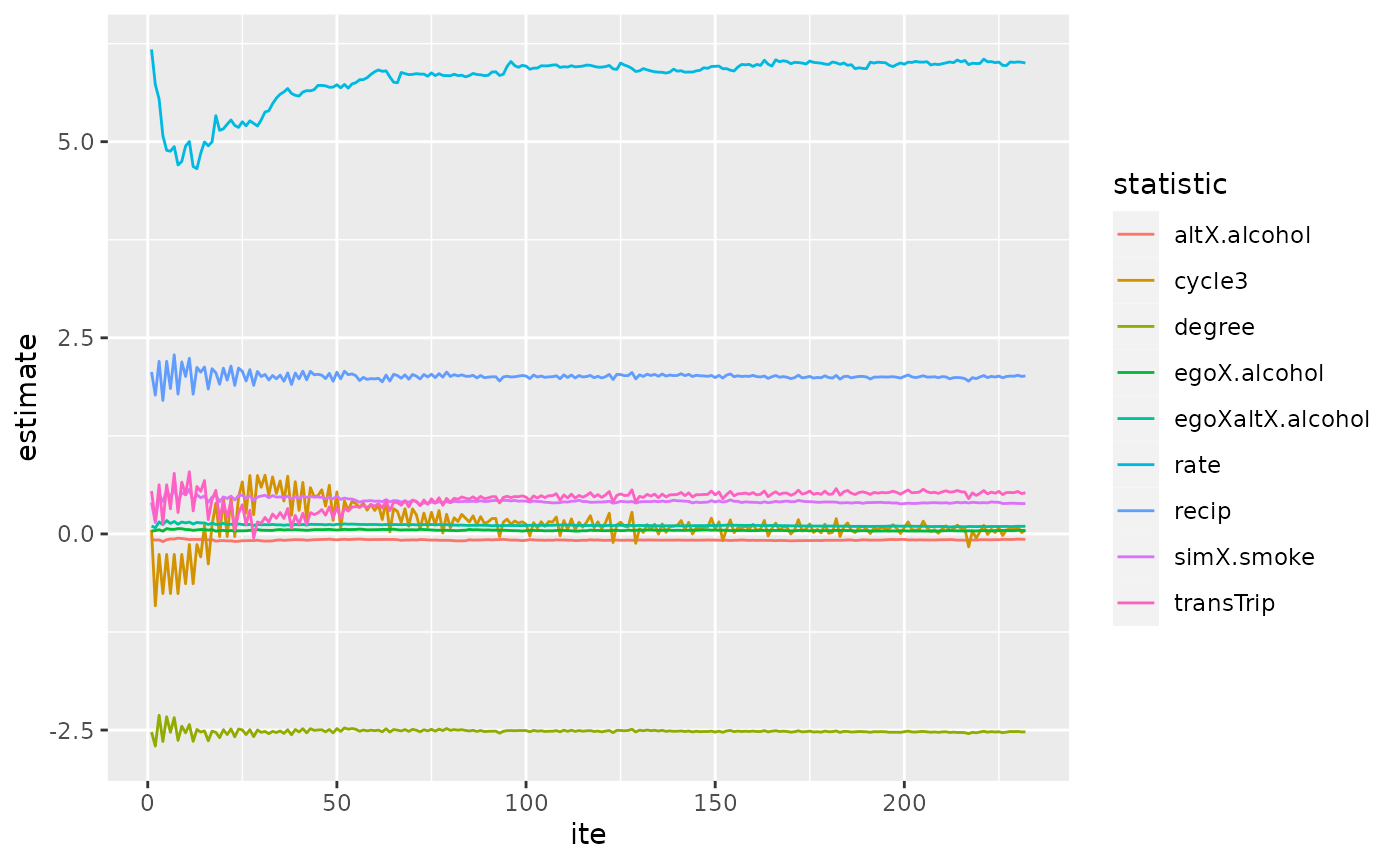 5.0
2.5
0.0
-2.5
estimate
0
50
100
150
200
ite
statistic
altX.alcohol
cycle3
degree
egoX.alcohol
egoXaltX.alcohol
rate
recip
simX.smoke
transTrip